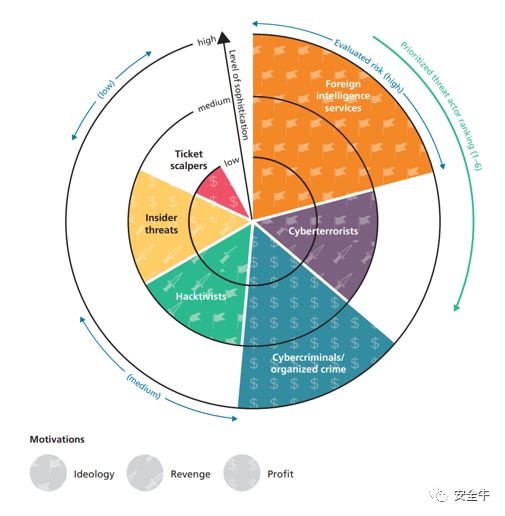 high
medium
low
Level of sophistication
(low)
Evaluated risk (high)
Prioritized threat actor ranking (1–6)
Foreign
intelligence
services
Ticket
scalpers
Insider
threats
Cyberterrorists
Hacktivists
Cybercriminals/
organized crime
(medium)
Motivations
Ideology
Revenge
Profit
安全牛